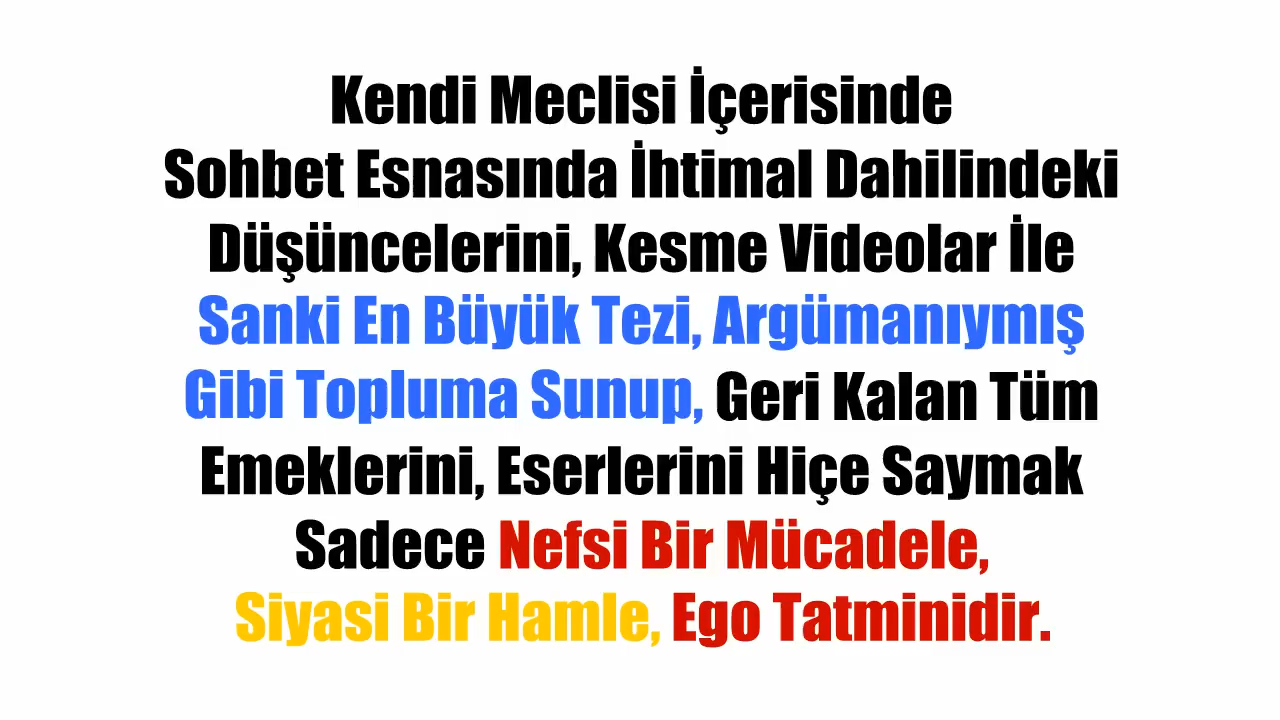 Kendi Meclisi İçerisinde
Sohbet Esnasında İhtimal Dahilindeki
Düşüncelerini, Kesme Videolar İle
Sanki En Büyük Tezi, Argümanıymış
Gibi Topluma Sunup, Geri Kalan Tüm
Emeklerini, Eserlerini Hiçe Saymak
Sadece Nefsi Bir Mücadele,
Siyasi Bir Hamle, Ego Tatminidir.